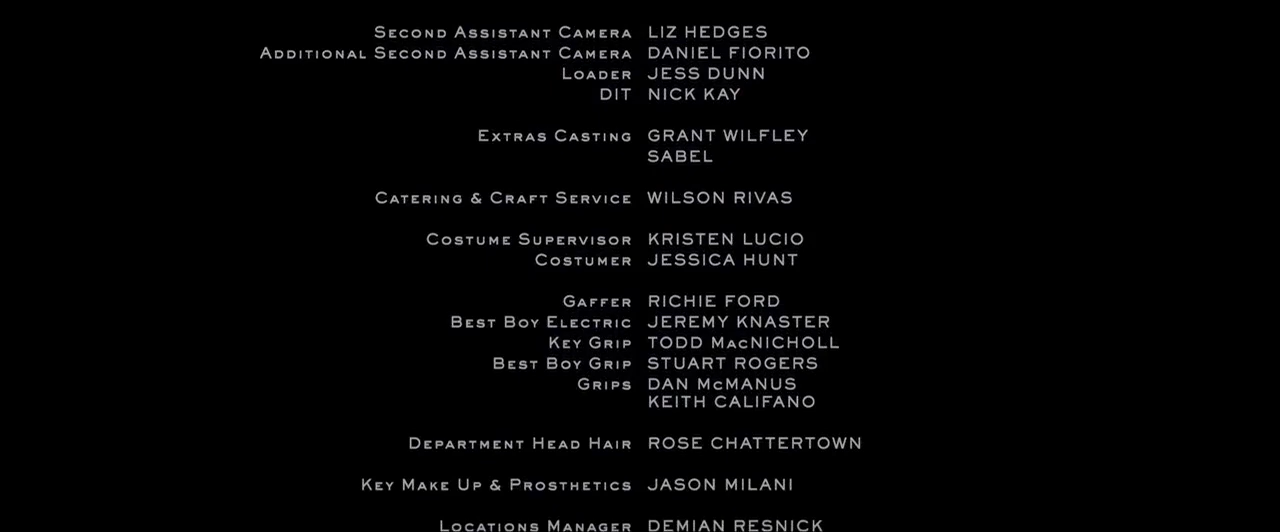 Second Assistant Camera LIZ HEDGES
Additional Second Assistant Camera DANIEL FIORITO
Loader JESS DUNN
DIT NICK KAY
Extras Casting GRANT WILFLEY
SABEL
Catering & Craft Service WILSON RIVAS
Costume Supervisor KRISTEN LUCIO
Costumer JESSICA HUNT
Gaffer RICHIE FORD
Best Boy Electric JEREMY KNASTER
Key Grip TODD MacNICHOLL
Best Boy Grip STUART ROGERS
Grips DAN McMANUS
KEITH CALIFANO
Department Head Hair ROSE CHATTERTOWN
Key Make Up & Prosthetics JASON MILANI
Locations Manager DEMIAN RESNICK